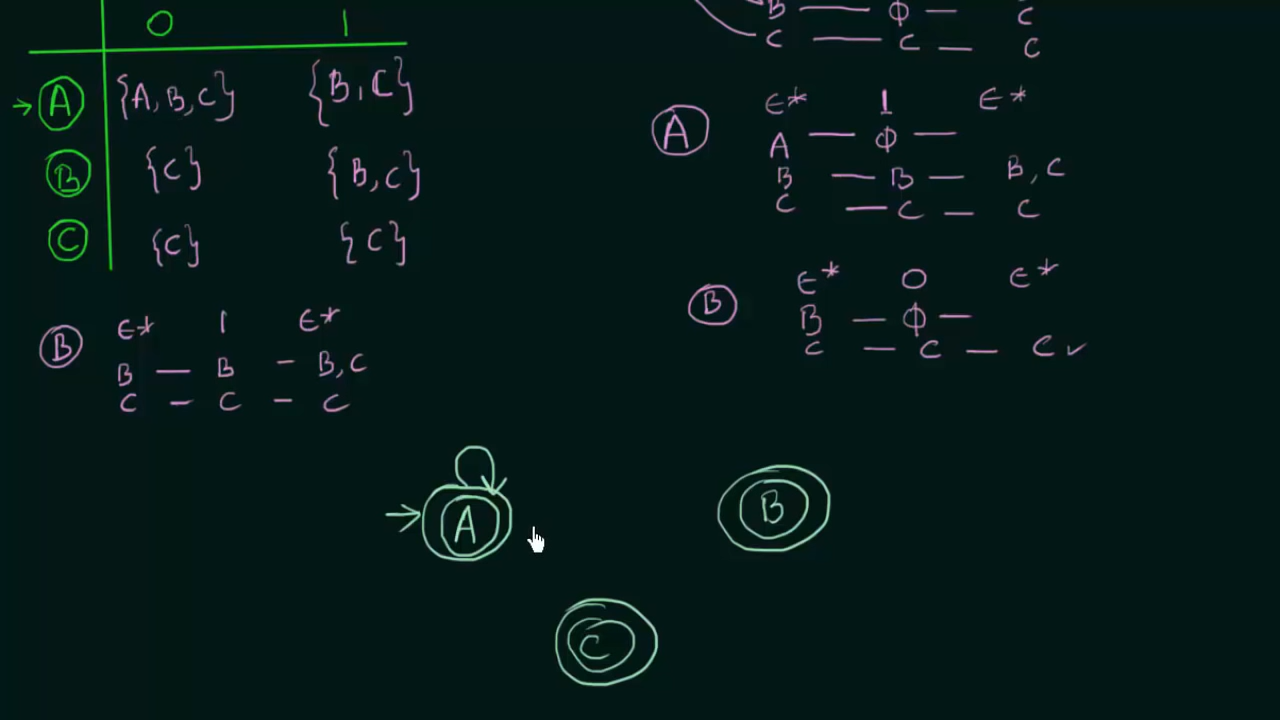 0 1
→ A {A, B, C} {B, C}
B {C} {B, C}
C {C} {C}
B ∈* 1 ∈*
B — B - B, C
C - C - C
B — Φ — C
C — C — C
A ∈* 1 ∈*
A — Φ —
B — B — B, C
C — C — C
B ∈* 0 ∈*
B — Φ —
C — C — C ✓
→ A
B
C